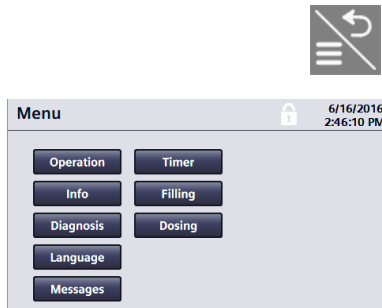 Menu
6/16/2016
2:46:10 PM
Operation
Timer
Info
Filling
Diagnosis
Dosing
Language
Messages